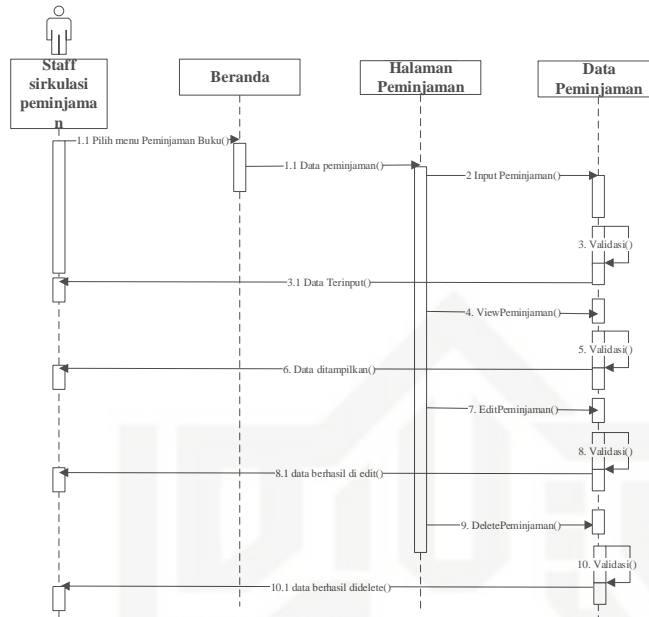 Staff
sirkulasi
peminjama
n
Beranda
Halaman
Peminjaman
Data
Peminjaman
1.1 Pilih menu Peminjaman Buku()
1.1 Data peminjaman()
2 Input Peminjaman()
3. Validasi()
3.1 Data Terinput()
4. ViewPeminjaman()
5. Validasi()
6. Data ditampilkan()
7. EditPeminjaman()
8. Validasi()
8.1 data berhasil di edit()
9. DeletePeminjaman()
10. Validasi()
10.1 data berhasil didelete()